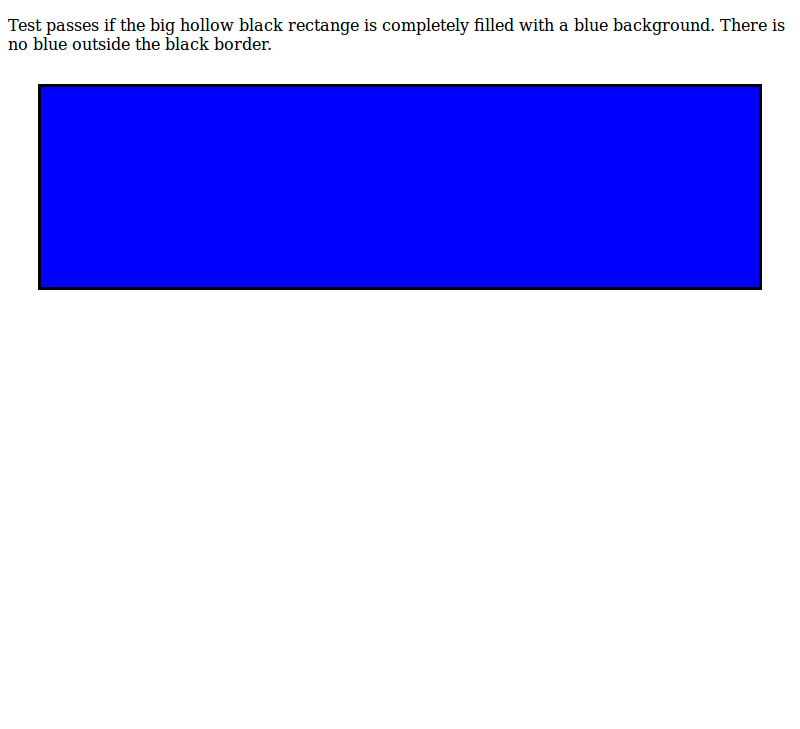 Test passes if the big hollow black rectange is completely filled with a blue background. There is
no blue outside the black border.